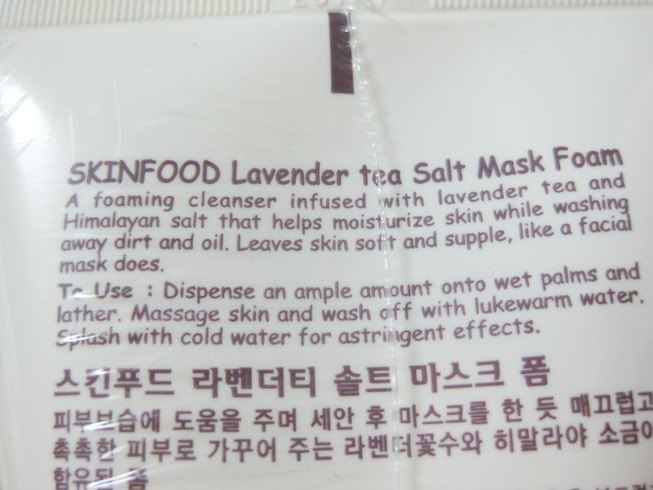 SKINFOOD Lavender tea Salt Mask Foam
A foaming cleanser infused with lavender tea and
Himalayan salt that helps moisturize skin while washing
away dirt and oil. Leaves skin soft and supple, like a facial
mask does.
To Use : Dispense an ample amount onto wet palms and
lather. Massage skin and wash off with lukewarm water.
Splash with cold water for astringent effects.
스킨푸드 라벤더티 솔트 마스크 폼
피부보습에 도움을 주며 세안 후 마스크를 한 듯 매끄럽고
촉촉한 피부로 가꾸어 주는 라벤더꽃수와 히말라야 소금이
함유된 폼